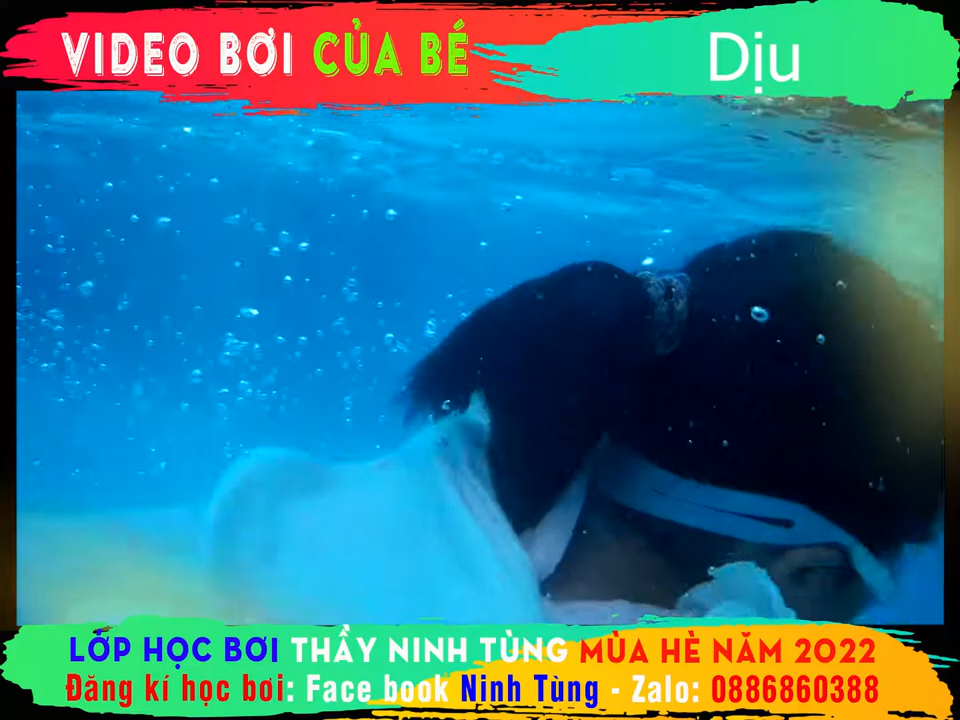 VIDEO BƠI CỦA BÉ
Dịu
LỚP HỌC BƠI THẦY NINH TÙNG MÙA HÈ NĂM 2022
Đăng kí học bơi: Face book Ninh Tùng - Zalo: 0886860388